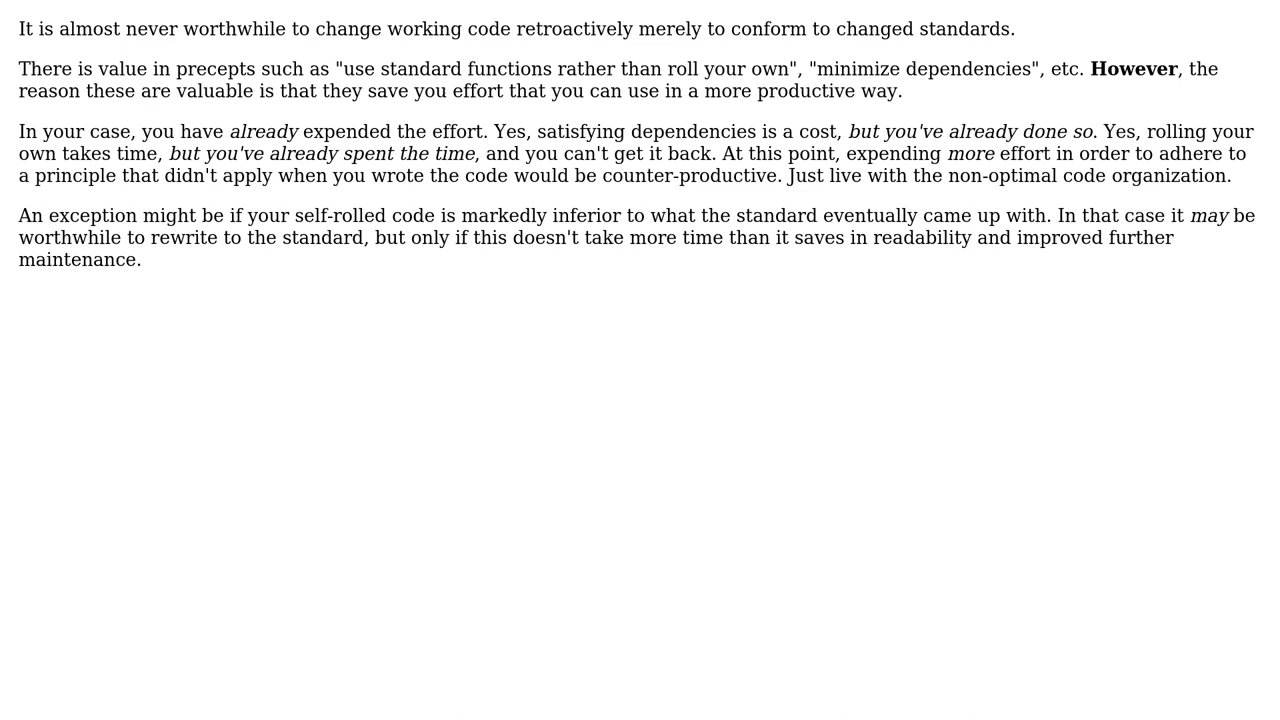 It is almost never worthwhile to change working code retroactively merely to conform to changed standards.
There is value in precepts such as "use standard functions rather than roll your own", "minimize dependencies", etc. However, the
reason these are valuable is that they save you effort that you can use in a more productive way.
In your case, you have already expended the effort. Yes, satisfying dependencies is a cost, but you've already done so. Yes, rolling your
own takes time, but you've already spent the time, and you can't get it back. At this point, expending more effort in order to adhere to
a principle that didn't apply when you wrote the code would be counter-productive. Just live with the non-optimal code organization.
An exception might be if your self-rolled code is markedly inferior to what the standard eventually came up with. In that case it may be
worthwhile to rewrite to the standard, but only if this doesn't take more time than it saves in readability and improved further
maintenance.